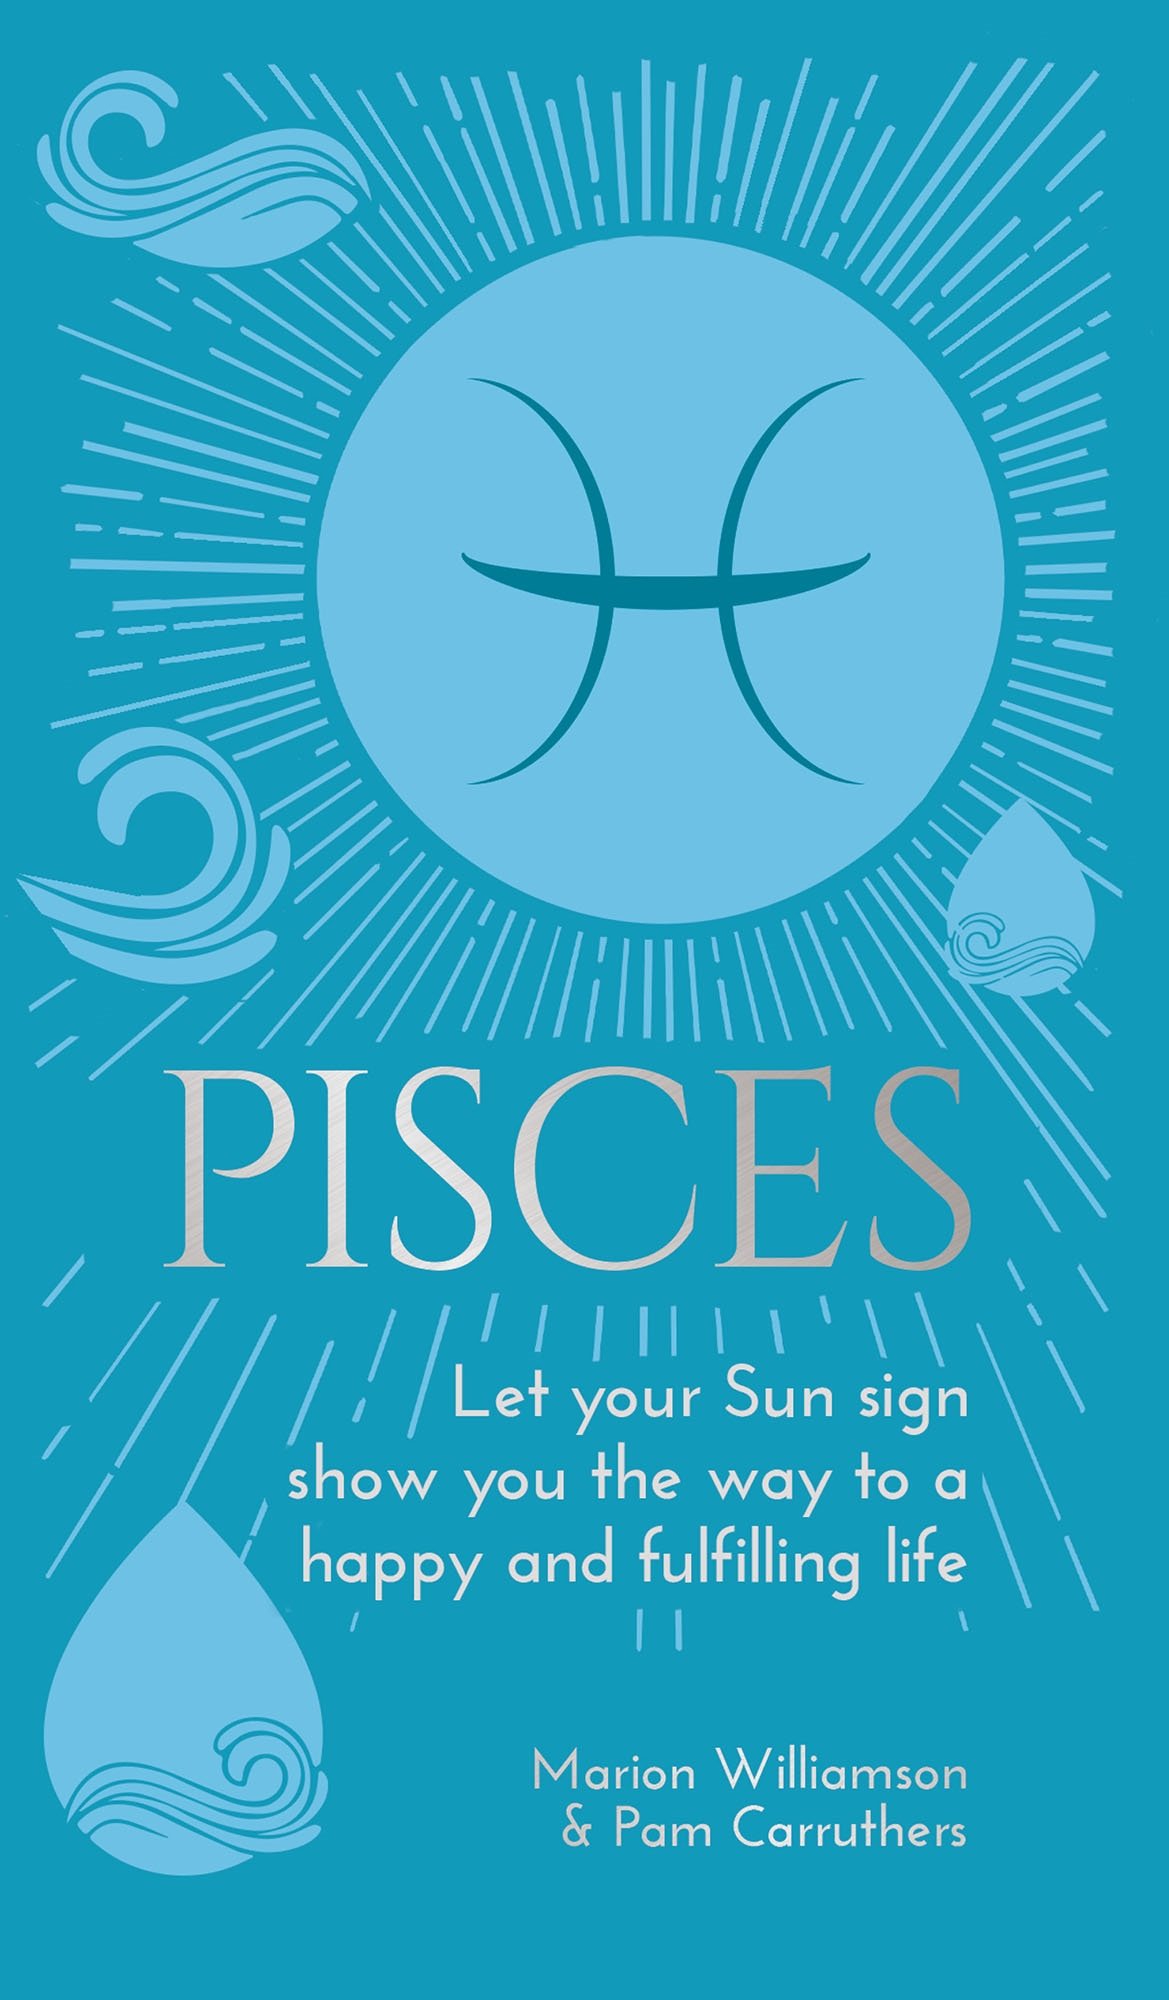 PISCES
Let your Sun sign
show you the way to a
happy and fulfilling life
Marion Williamson
& Pam Carruthers